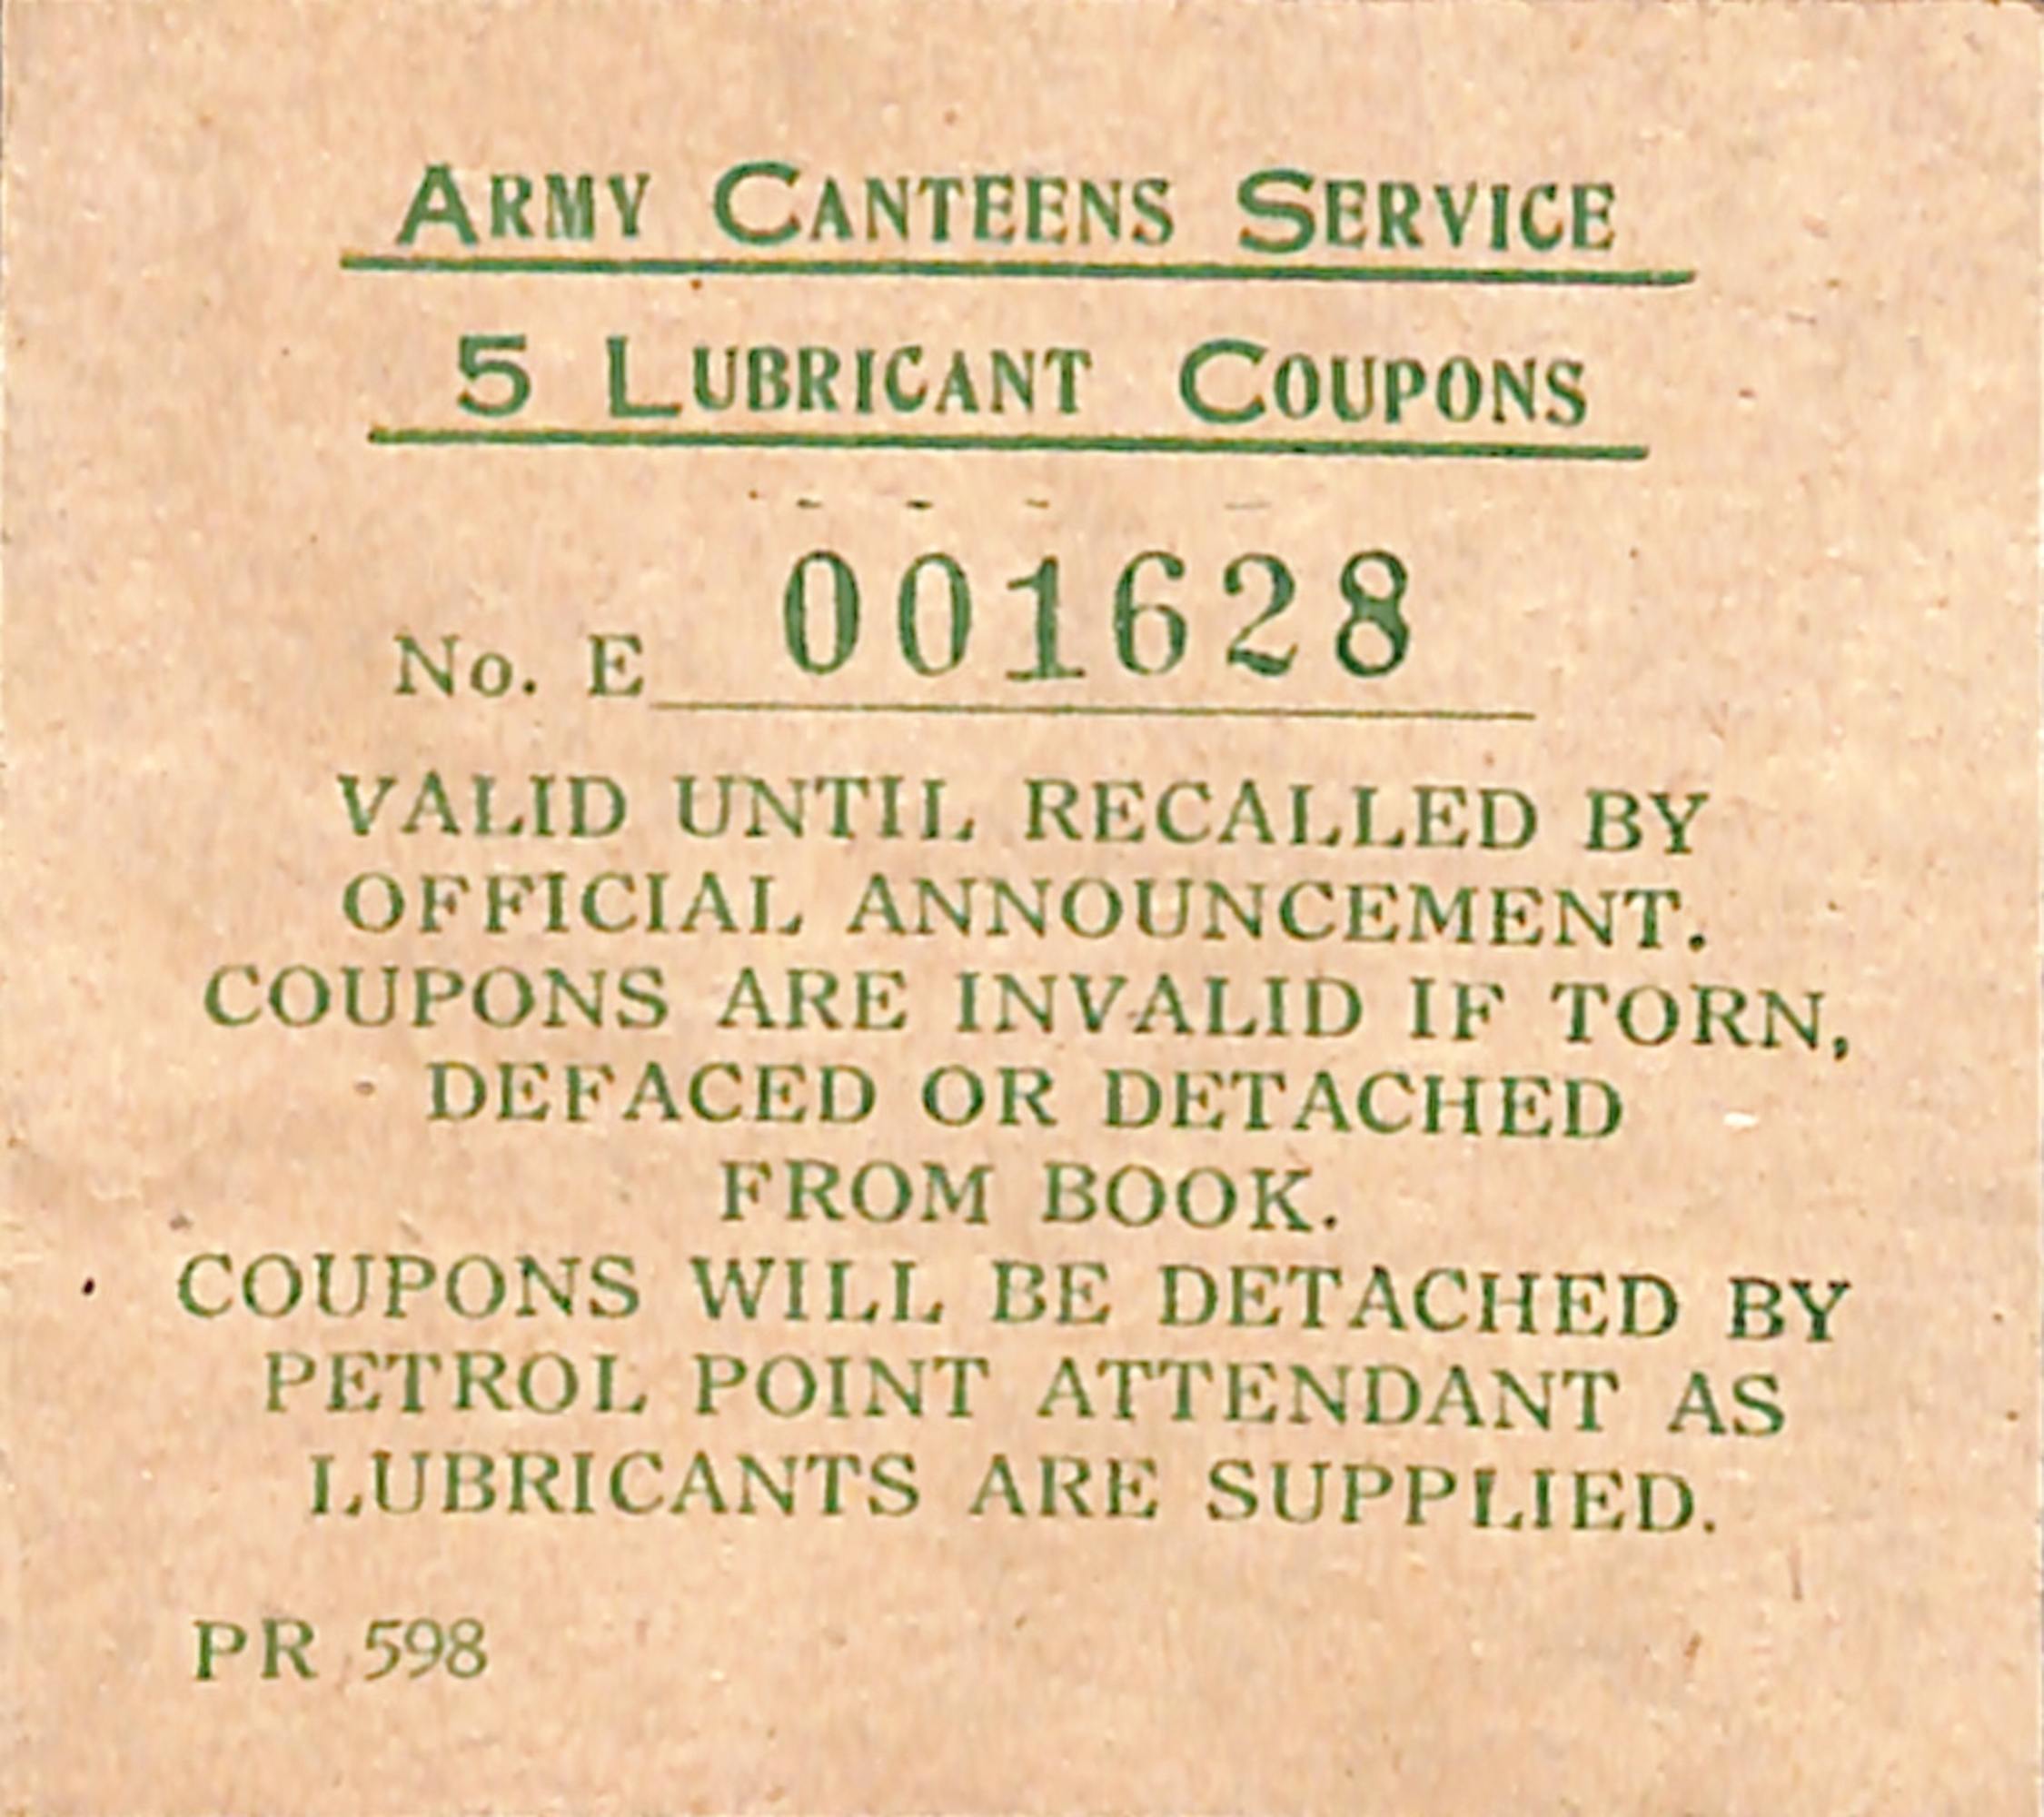 ARMY CANTEENS SERVICE
5 LUBRICANT COUPONS
No. E 001628
VALID UNTIL RECALLED BY
OFFICIAL ANNOUNCEMENT.
COUPONS ARE INVALID IF TORN,
DEFACED OR DETACHED
FROM BOOK.
COUPONS WILL BE DETACHED BY
PETROL POINT ATTENDANT AS
LUBRICANTS ARE SUPPLIED.
PR 598